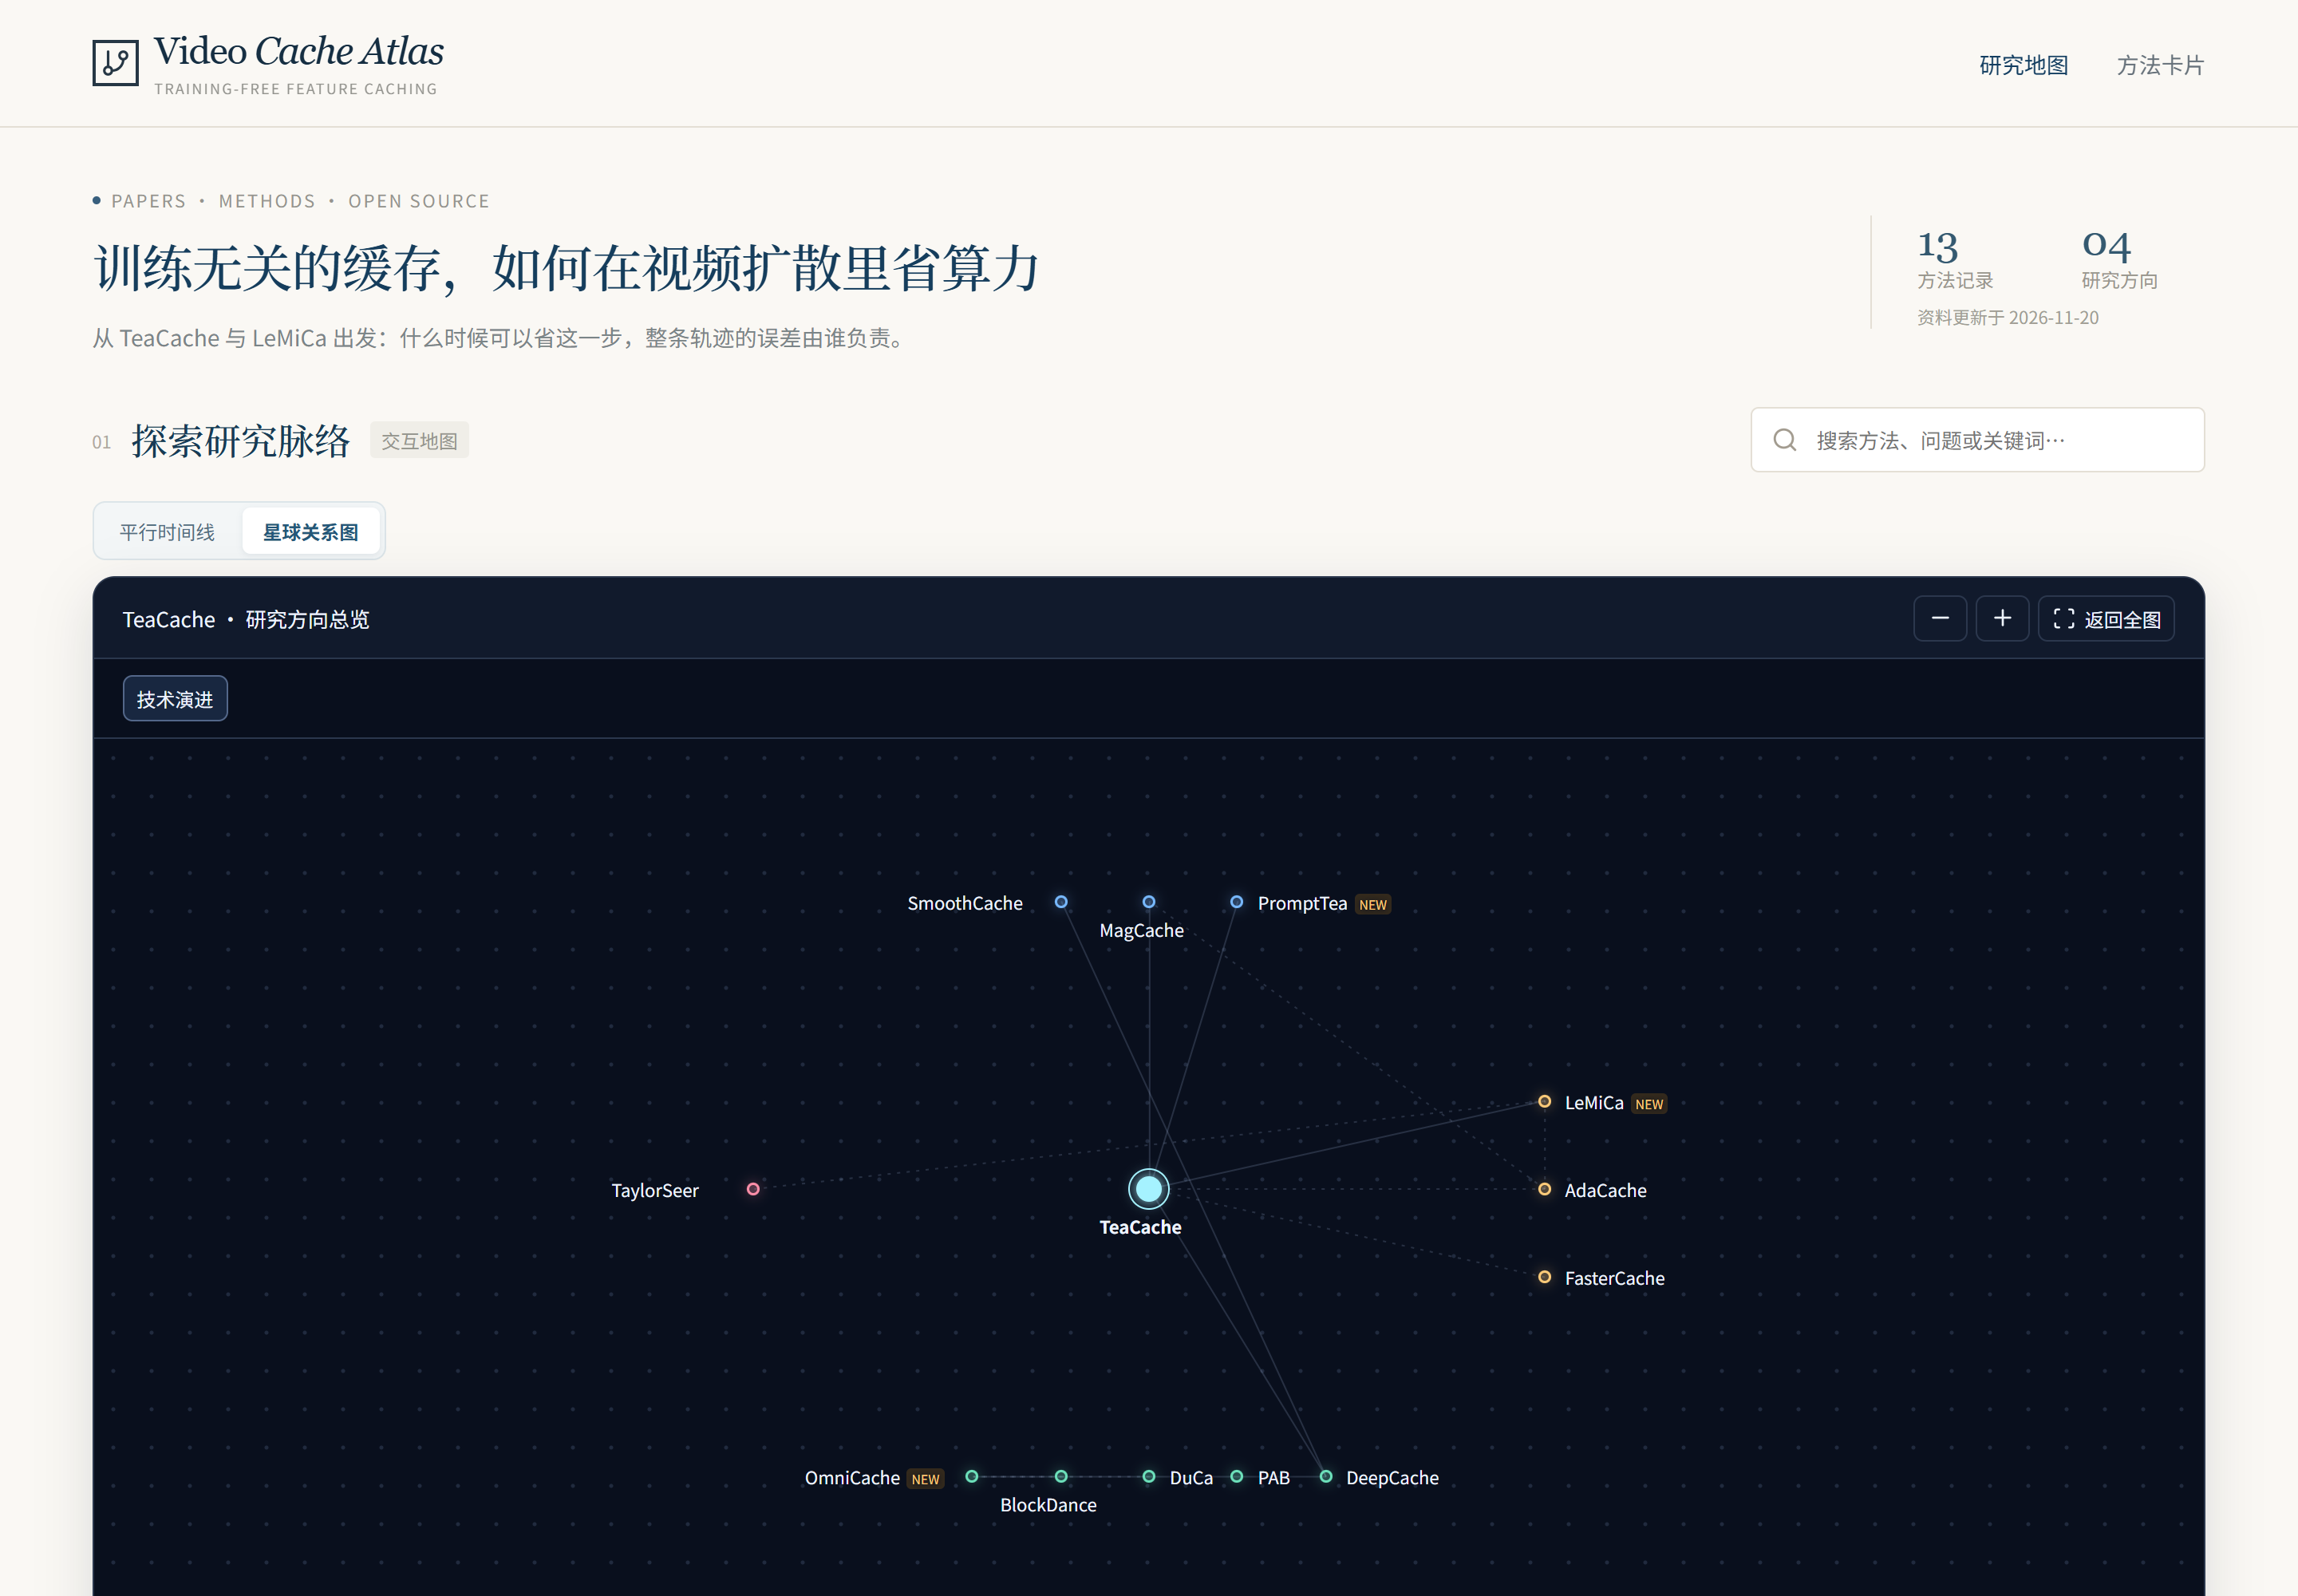 Video Cache Atlas
TRAINING-FREE FEATURE CACHING
研究地图
方法卡片
PAPERS • METHODS • OPEN SOURCE
训练无关的缓存，如何在视频扩散里省算力
从 TeaCache 与 LeMiCa 出发：什么时候可以省这一步，整条轨迹的误差由谁负责。
13
方法记录
04
研究方向
资料更新于 2026-11-20
01 探索研究脉络 交互地图
搜索方法、问题或关键词…
平行时间线
星球关系图
TeaCache • 研究方向总览
返回全图
技术演进
SmoothCache
MagCache
PromptTea NEW
LeMiCa NEW
TaylorSeer
TeaCache
AdaCache
FasterCache
OmniCache NEW
BlockDance
DuCa
PAB
DeepCache